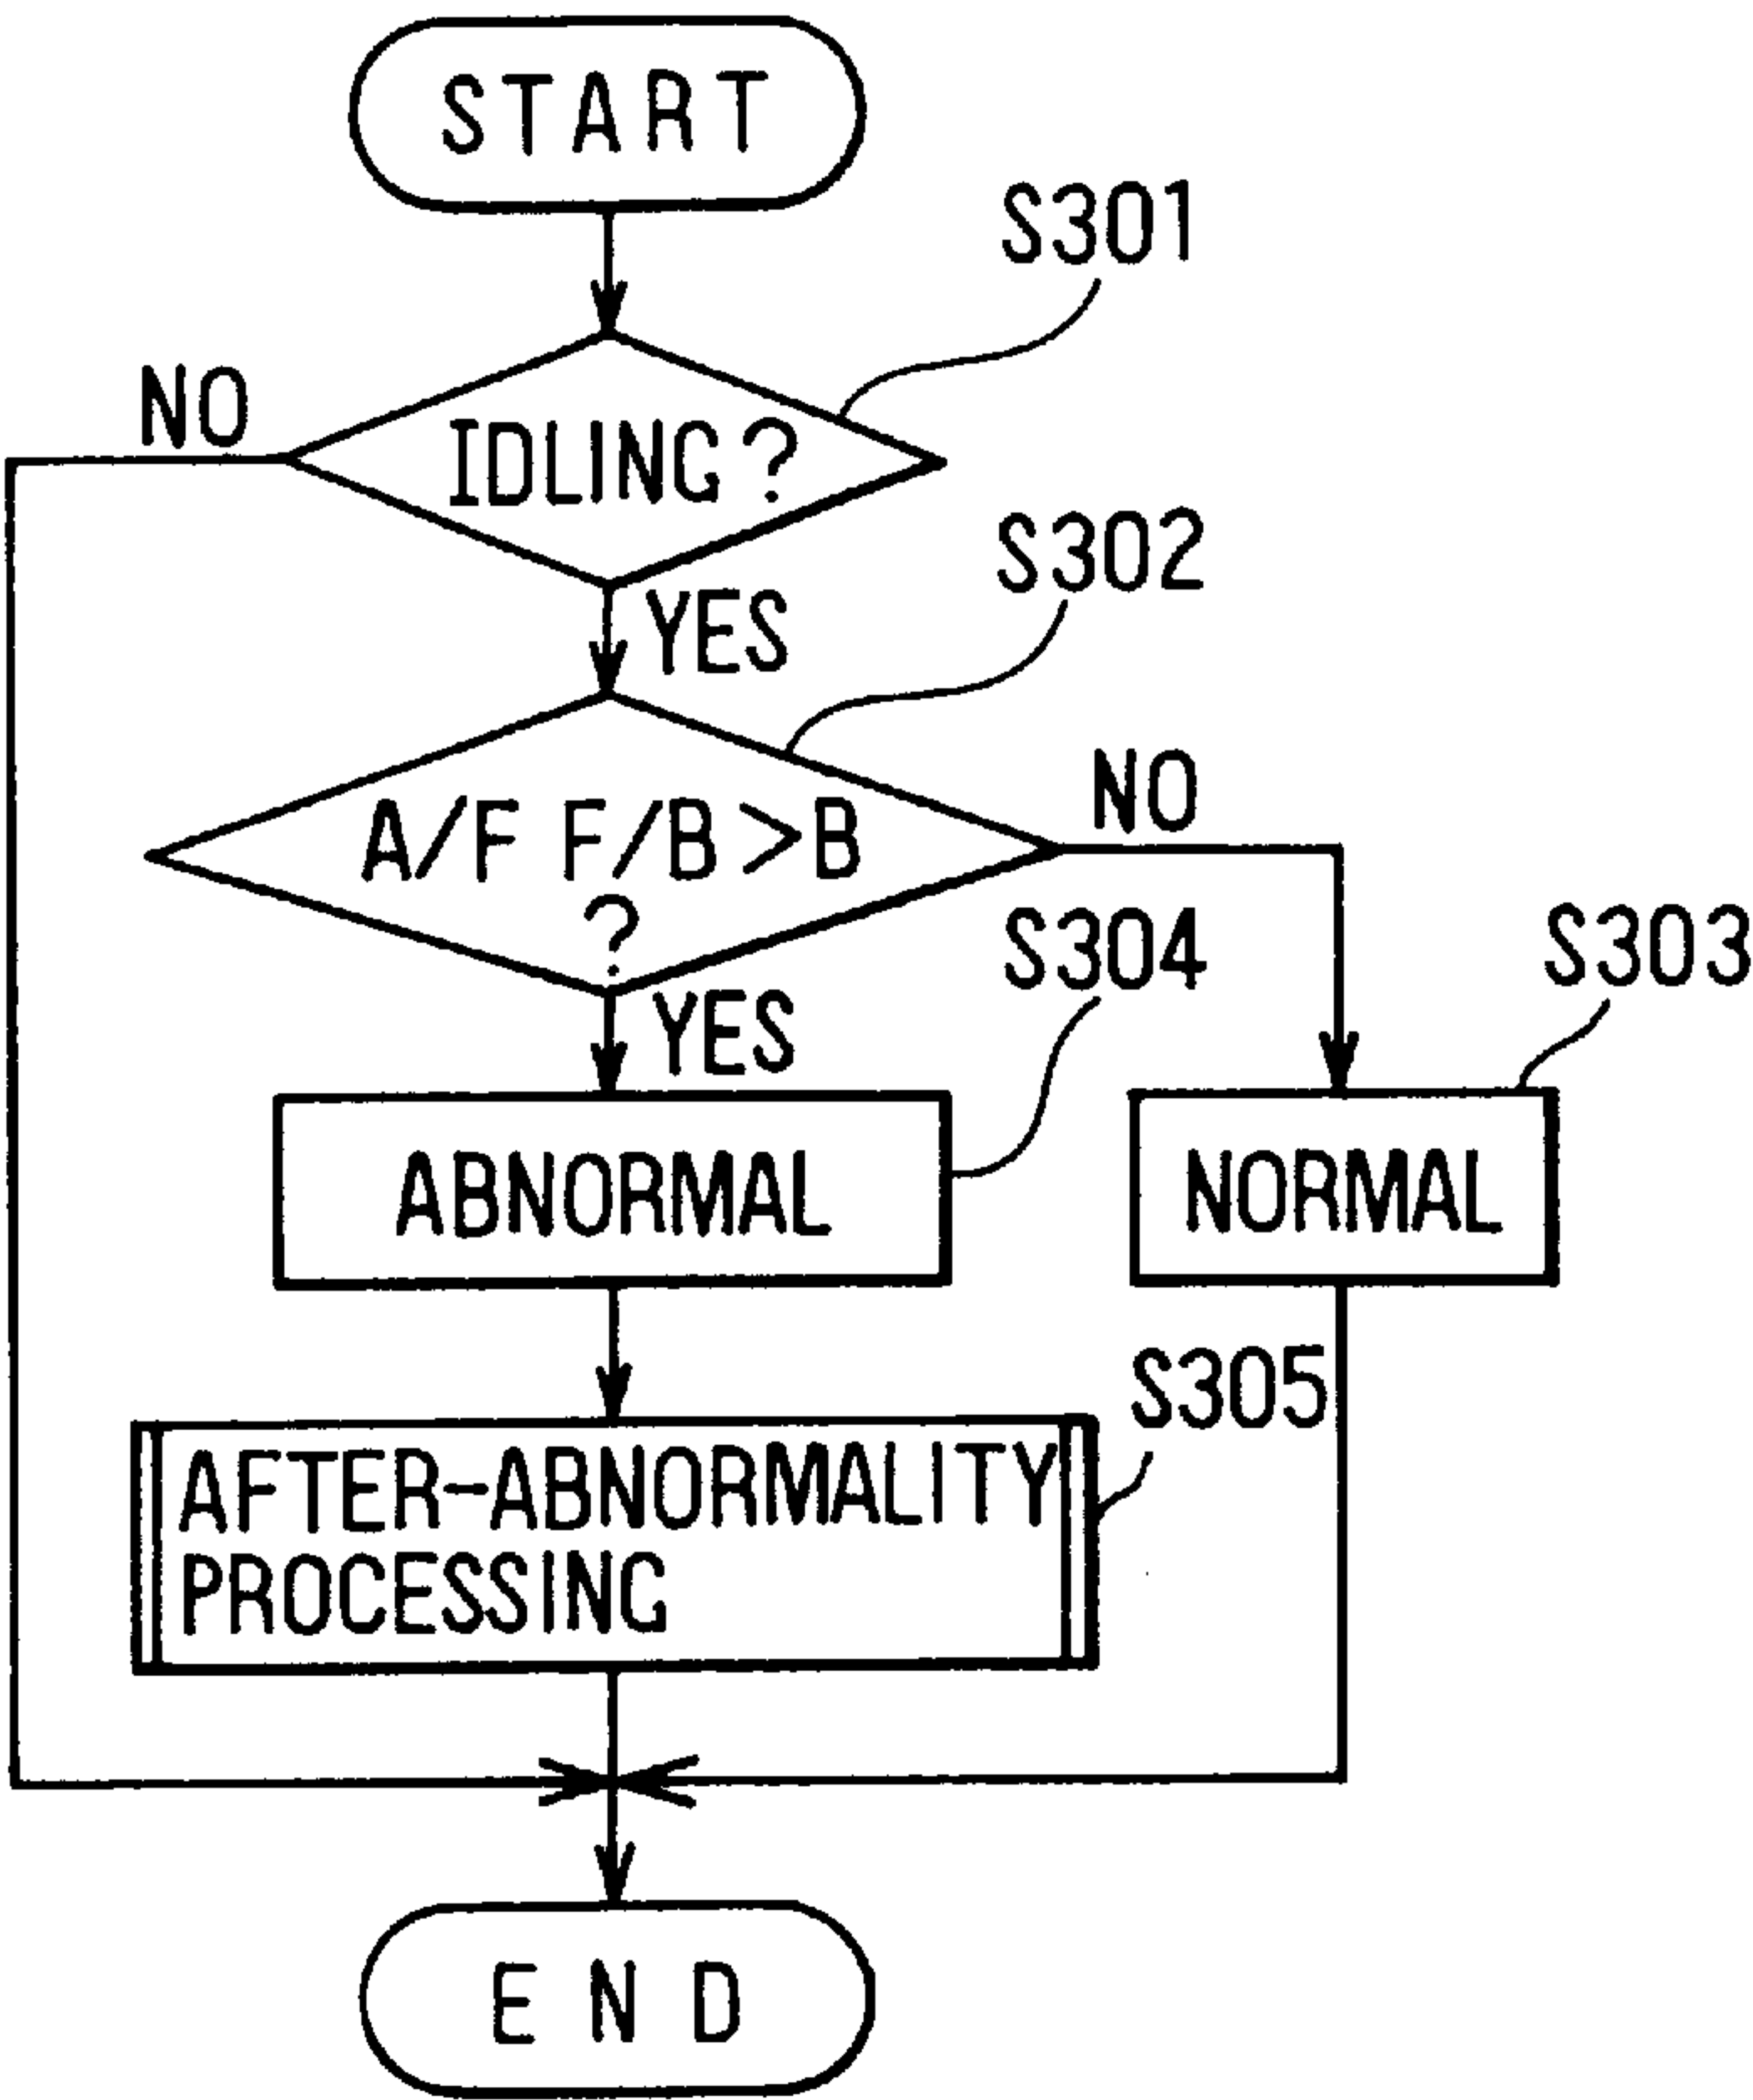 START
S301
NO
IDLING?
S302
YES
NO
A/F F/B>B
?
S304
S303
YES
ABNORMAL
NORMAL
S305
AFTER-ABNORMALITY
PROCESSING
END